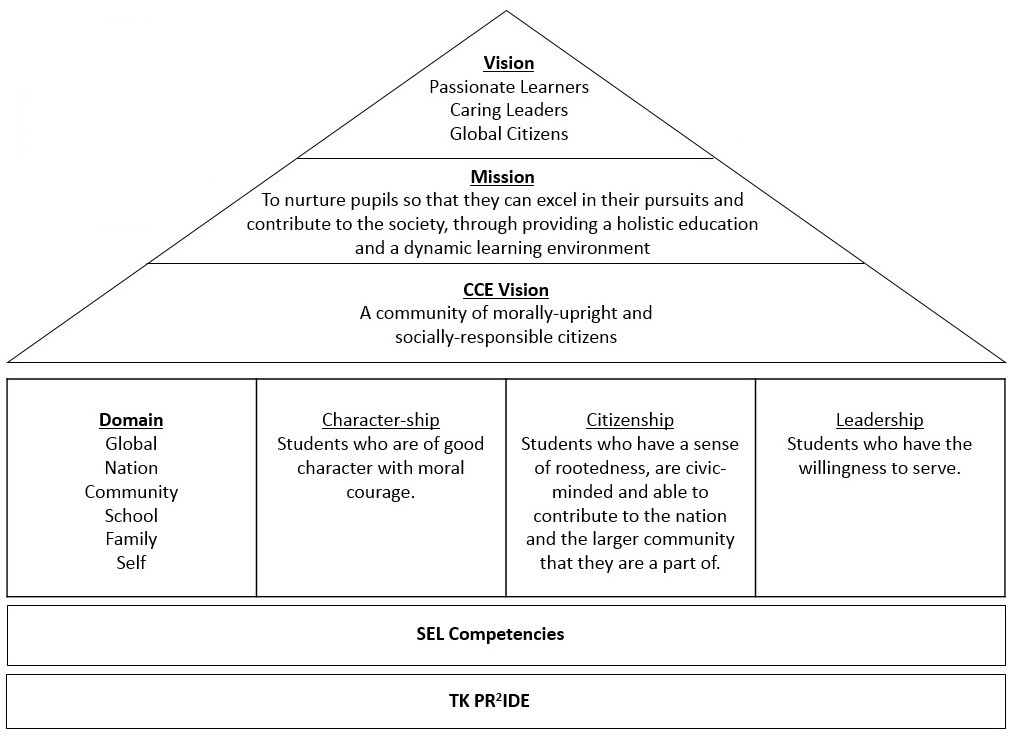 Vision
Passionate Learners
Caring Leaders
Global Citizens
Mission
To nurture pupils so that they can excel in their pursuits and
contribute to the society, through providing a holistic education
and a dynamic learning environment
CCE Vision
A community of morally-upright and
socially-responsible citizens
Domain
Global
Nation
Community
School
Family
Self
Character-ship
Students who are of good
character with moral
courage.
Citizenship
Students who have a sense
of rootedness, are civic-
minded and able to
contribute to the nation
and the larger community
that they are a part of.
Leadership
Students who have the
willingness to serve.
SEL Competencies
TK PR²IDE